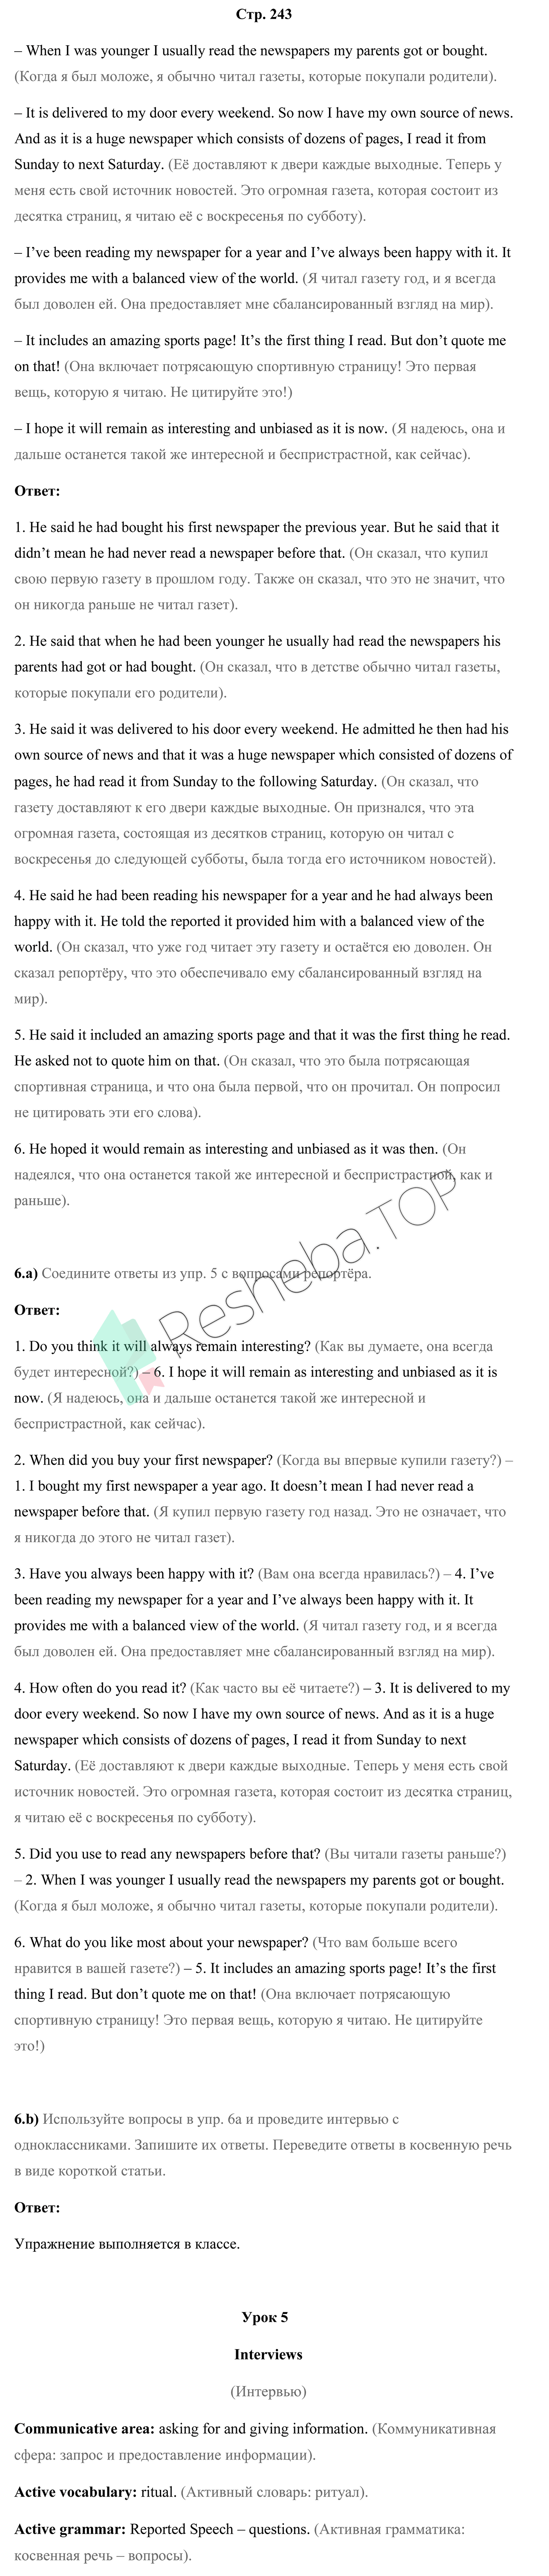 Стр. 243
– When I was younger I usually read the newspapers my parents got or bought.
(Когда я был моложе, я обычно читал газеты, которые покупали родители).
– It is delivered to my door every weekend. So now I have my own source of news.
And as it is a huge newspaper which consists of dozens of pages, I read it from
Sunday to next Saturday. (Её доставляют к двери каждые выходные. Теперь у
меня есть свой источник новостей. Это огромная газета, которая состоит из
десятка страниц, я читаю её с воскресенья по субботу).
– I’ve been reading my newspaper for a year and I’ve always been happy with it. It
provides me with a balanced view of the world. (Я читал газету год, и я всегда
был доволен ей. Она предоставляет мне сбалансированный взгляд на мир).
– It includes an amazing sports page! It’s the first thing I read. But don’t quote me
on that! (Она включает потрясающую спортивную страницу! Это первая
вещь, которую я читаю. Не цитируйте это!)
– I hope it will remain as interesting and unbiased as it is now. (Я надеюсь, она и
дальше останется такой же интересной и беспристрастной, как сейчас).
Ответ:
1. He said he had bought his first newspaper the previous year. But he said that it
didn’t mean he had never read a newspaper before that. (Он сказал, что купил
свою первую газету в прошлом году. Также он сказал, что это не значит, что
он никогда раньше не читал газет).
2. He said that when he had been younger he usually had read the newspapers his
parents had got or had bought. (Он сказал, что в детстве обычно читал газеты,
которые покупали его родители).
3. He said it was delivered to his door every weekend. He admitted he then had his
own source of news and that it was a huge newspaper which consisted of dozens of
pages, he had read it from Sunday to the following Saturday. (Он сказал, что
газету доставляют к его двери каждые выходные. Он признался, что эта
огромная газета, состоящая из десятков страниц, которую он читал с
воскресенья до следующей субботы, была тогда его источником новостей).
4. He said he had been reading his newspaper for a year and he had always been
happy with it. He told the reported it provided him with a balanced view of the
world. (Он сказал, что уже год читает эту газету и остаётся ею доволен. Он
сказал репортёру, что это обеспечивало ему сбалансированный взгляд на
мир).
5. He said it included an amazing sports page and that it was the first thing he read.
He asked not to quote him on that. (Он сказал, что это была потрясающая
спортивная страница, и что она была первой, что он прочитал. Он попросил
не цитировать эти его слова).
6. He hoped it would remain as interesting and unbiased as it was then. (Он
надеялся, что она останется такой же интересной и беспристрастной, как и
раньше).
Resheba.TOP
6.a) Соедините ответы из упр. 5 с вопросами репортёра.
Ответ:
1. Do you think it will always remain interesting? (Как вы думаете, она всегда
будет интересной?) – 6. I hope it will remain as interesting and unbiased as it is
now. (Я надеюсь, она и дальше останется такой же интересной и
беспристрастной, как сейчас).
2. When did you buy your first newspaper? (Когда вы впервые купили газету?) –
1. I bought my first newspaper a year ago. It doesn’t mean I had never read a
newspaper before that. (Я купил первую газету год назад. Это не означает, что
я никогда до этого не читал газет).
3. Have you always been happy with it? (Вам она всегда нравилась?) – 4. I’ve
been reading my newspaper for a year and I’ve always been happy with it. It
provides me with a balanced view of the world. (Я читал газету год, и я всегда
был доволен ей. Она предоставляет мне сбалансированный взгляд на мир).
4. How often do you read it? (Как часто вы её читаете?) – 3. It is delivered to my
door every weekend. So now I have my own source of news. And as it is a huge
newspaper which consists of dozens of pages, I read it from Sunday to next
Saturday. (Её доставляют к двери каждые выходные. Теперь у меня есть свой
источник новостей. Это огромная газета, которая состоит из десятка страниц,
я читаю её с воскресенья по субботу).
5. Did you use to read any newspapers before that? (Вы читали газеты раньше?)
– 2. When I was younger I usually read the newspapers my parents got or bought.
(Когда я был моложе, я обычно читал газеты, которые покупали родители).
6. What do you like most about your newspaper? (Что вам больше всего
нравится в вашей газете?) – 5. It includes an amazing sports page! It’s the first
thing I read. But don’t quote me on that! (Она включает потрясающую
спортивную страницу! Это первая вещь, которую я читаю. Не цитируйте
это!)
6.b) Используйте вопросы в упр. 6a и проведите интервью с
одноклассниками. Запишите их ответы. Переведите ответы в косвенную речь
в виде короткой статьи.
Ответ:
Упражнение выполняется в классе.
Урок 5
Interviews
(Интервью)
Communicative area: asking for and giving information. (Коммуникативная
сфера: запрос и предоставление информации).
Active vocabulary: ritual. (Активный словарь: ритуал).
Active grammar: Reported Speech – questions. (Активная грамматика:
косвенная речь – вопросы).